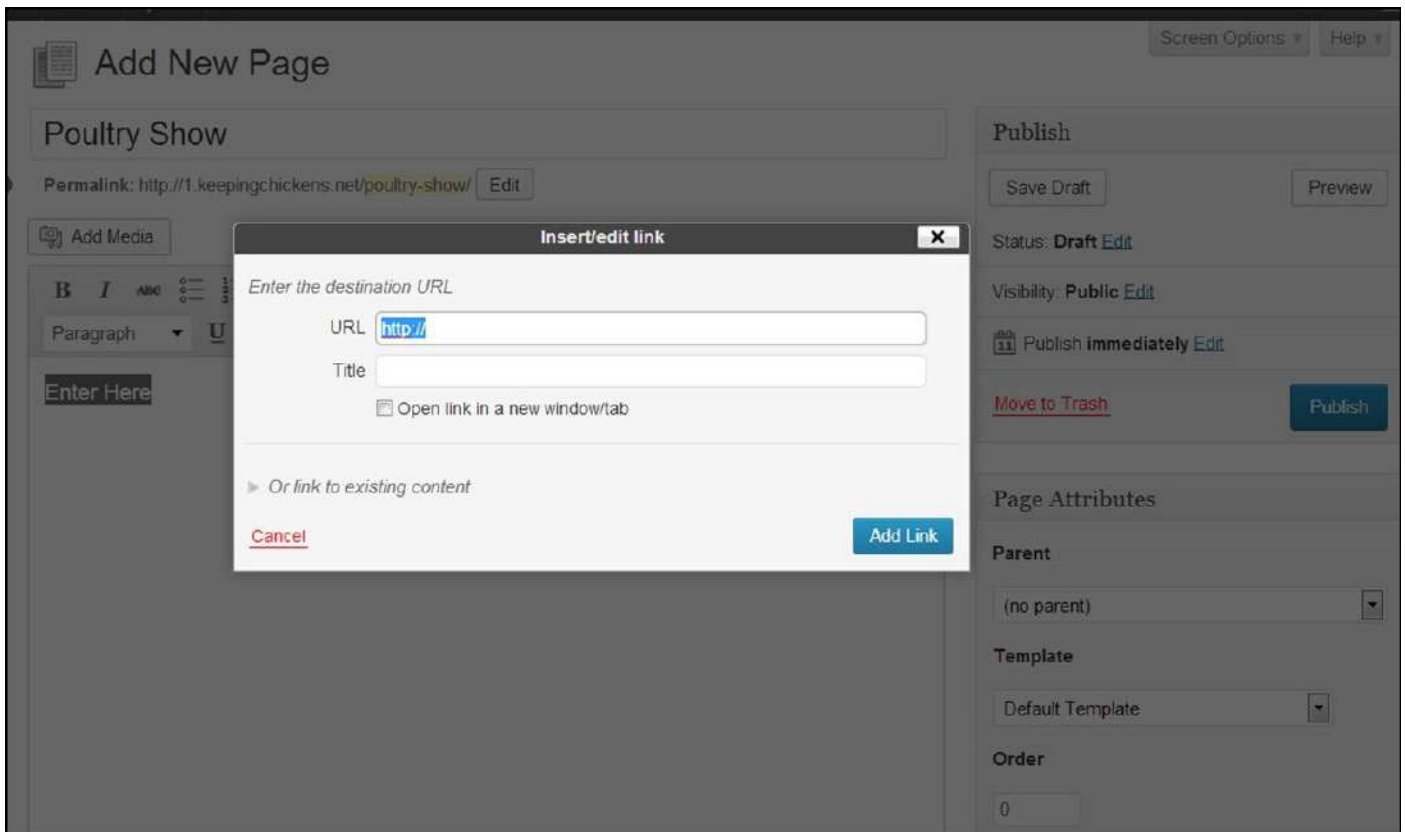 Screen Options
Help
Add New Page
Poultry Show
Permalink: http://1.keepingchickens.net/poultry-show/ Edit
Add Media
B I ABC
Paragraph U
Enter Here
Insert/edit link
X
Enter the destination URL
URL http://
Title
Open link in a new window/tab
Or link to existing content
Cancel
Add Link
Publish
Save Draft
Preview
Status: Draft Edit
Visibility: Public Edit
11 Publish immediately Edit
Move to Trash
Publish
Page Attributes
Parent
(no parent)
Template
Default Template
Order
0